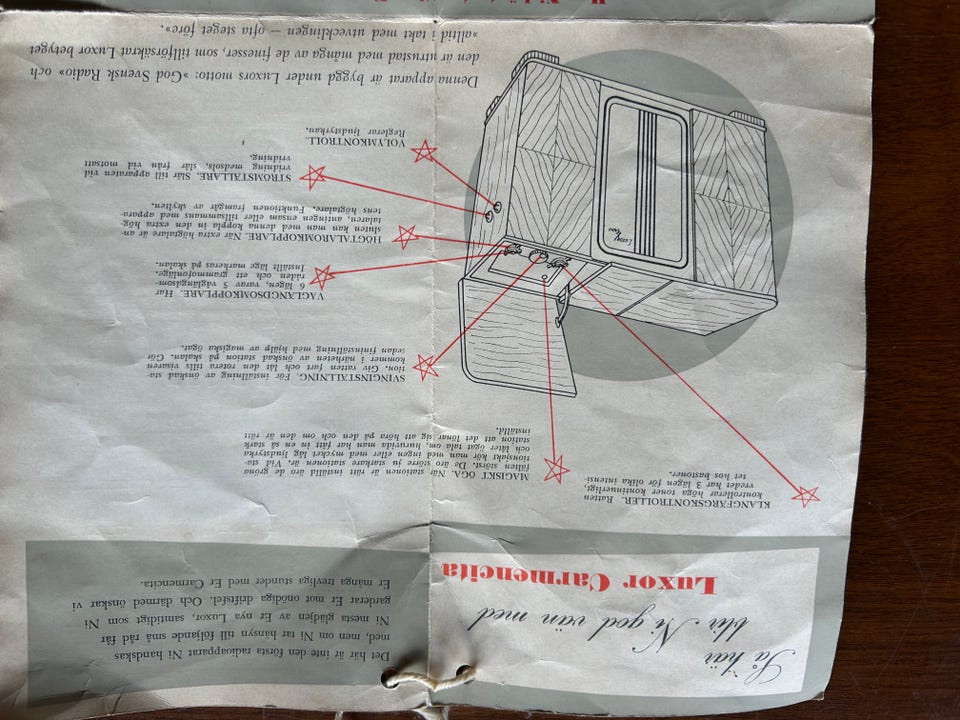 Så här
blir Ni god vän med
Luxor Carmencita
Det här är inte den första radioapparat Ni handskas
med, men om Ni tar hänsyn till följande små råd får
Ni mesta glädjen av Er nya Luxor, samtidigt som Ni
garderar Er mot onödiga driftsfel. Och därmed önskar vi
Er många trevliga stunder med Er Carmencita.
KLANGFÄRGSKONTROLLER. Ratten
kontrollerar höga toner kontinuerligt,
vredet har 3 lägen för olika intensi-
tet hos bastoner.
MAGISKT ÖGA. När stationen är rätt inställd äro de gröna
fälten störst. De äro större ju starkare stationen är. Vid sta-
tionsjakt kan man med ingen eller med mycket låg ljudstyrka
och låter ögat tala om, huruvida man har fått in en så stark
station att det lönar sig att höra på den och om den är rätt
inställd.
SVINGINSTÄLLNING. För inställning av önskad sta-
tion. Giv ratten fart och låt den rotera tills visaren
kommer i närheten av önskad station på skalan. Gör
sedan fininställning med hjälp av magiska ögat.
VÅGLÄNGDSOMKOPPLARE. Har
6 lägen, varav 5 våglängdsom-
råden och ett grammofonläge.
Inställt läge markeras på skalan.
HÖGTALAROMKOPPLARE. När extra högtalare är an-
sluten kan man med denna koppla in den extra hög-
talaren, antingen ensam eller tillsammans med appara-
tens högtalare. Funktionen framgår av skylten.
STRÖMSTÄLLARE. Slår till apparaten vid
vridning medsols, slår från vid motsatt
vridning.
VOLYMKONTROLL.
Reglerar ljudstyrkan.
Luxor
Denna apparat är byggd under Luxors motto: »God Svensk Radio» och
den är utrustad med många av de finesser, som tillförsäkrat Luxor betyget
»alltid i takt med utvecklingen – ofta steget före».